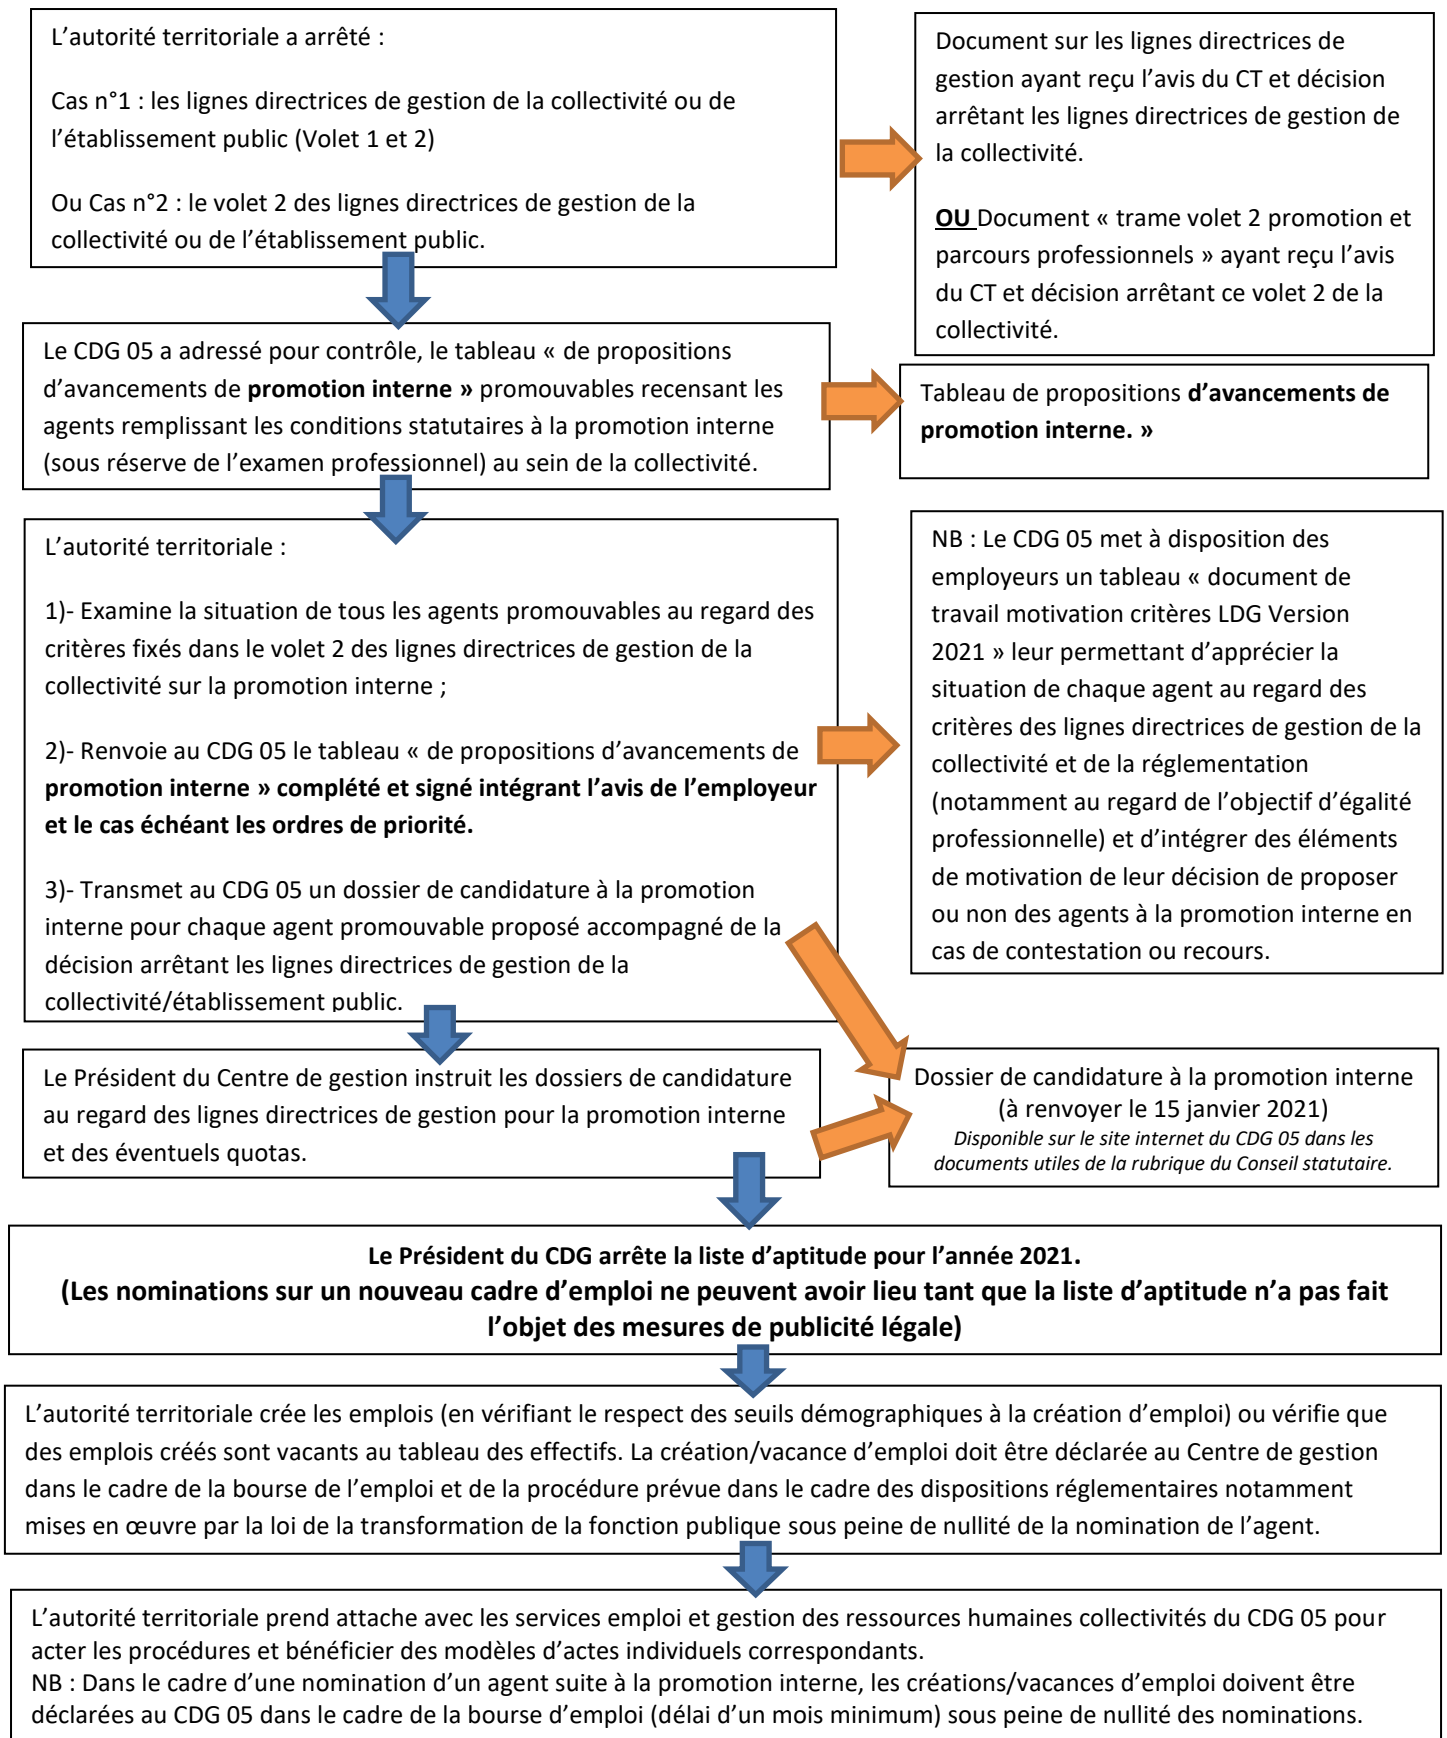 L’autorité territoriale a arrêté :
Cas n°1 : les lignes directrices de gestion de la collectivité ou de
l’établissement public (Volet 1 et 2)
Ou Cas n°2 : le volet 2 des lignes directrices de gestion de la
collectivité ou de l’établissement public.
Document sur les lignes directrices de
gestion ayant reçu l’avis du CT et décision
arrêtant les lignes directrices de gestion de
la collectivité.
OU Document « trame volet 2 promotion et
parcours professionnels » ayant reçu l’avis
du CT et décision arrêtant ce volet 2 de la
collectivité.
Le CDG 05 a adressé pour contrôle, le tableau « de propositions
d’avancements de promotion interne » promouvables recensant les
agents remplissant les conditions statutaires à la promotion interne
(sous réserve de l’examen professionnel) au sein de la collectivité.
Tableau de propositions d’avancements de
promotion interne. »
L’autorité territoriale :
1)- Examine la situation de tous les agents promouvables au regard des
critères fixés dans le volet 2 des lignes directrices de gestion de la
collectivité sur la promotion interne ;
2)- Renvoie au CDG 05 le tableau « de propositions d’avancements de
promotion interne » complété et signé intégrant l’avis de l’employeur
et le cas échéant les ordres de priorité.
3)- Transmet au CDG 05 un dossier de candidature à la promotion
interne pour chaque agent promouvable proposé accompagné de la
décision arrêtant les lignes directrices de gestion de la
collectivité/établissement public.
NB : Le CDG 05 met à disposition des
employeurs un tableau « document de
travail motivation critères LDG Version
2021 » leur permettant d’apprécier la
situation de chaque agent au regard des
critères des lignes directrices de gestion de la
collectivité et de la réglementation
(notamment au regard de l’objectif d’égalité
professionnelle) et d’intégrer des éléments
de motivation de leur décision de proposer
ou non des agents à la promotion interne en
cas de contestation ou recours.
Le Président du Centre de gestion instruit les dossiers de candidature
au regard des lignes directrices de gestion pour la promotion interne
et des éventuels quotas.
Dossier de candidature à la promotion interne
(à renvoyer le 15 janvier 2021)
Disponible sur le site internet du CDG 05 dans les
documents utiles de la rubrique du Conseil statutaire.
Le Président du CDG arrête la liste d’aptitude pour l’année 2021.
(Les nominations sur un nouveau cadre d’emploi ne peuvent avoir lieu tant que la liste d’aptitude n’a pas fait
l’objet des mesures de publicité légale)
L’autorité territoriale crée les emplois (en vérifiant le respect des seuils démographiques à la création d’emploi) ou vérifie que
des emplois créés sont vacants au tableau des effectifs. La création/vacance d’emploi doit être déclarée au Centre de gestion
dans le cadre de la bourse de l’emploi et de la procédure prévue dans le cadre des dispositions réglementaires notamment
mises en œuvre par la loi de la transformation de la fonction publique sous peine de nullité de la nomination de l’agent.
L’autorité territoriale prend attache avec les services emploi et gestion des ressources humaines collectivités du CDG 05 pour
acter les procédures et bénéficier des modèles d’actes individuels correspondants.
NB : Dans le cadre d’une nomination d’un agent suite à la promotion interne, les créations/vacances d’emploi doivent être
déclarées au CDG 05 dans le cadre de la bourse d’emploi (délai d’un mois minimum) sous peine de nullité des nominations.